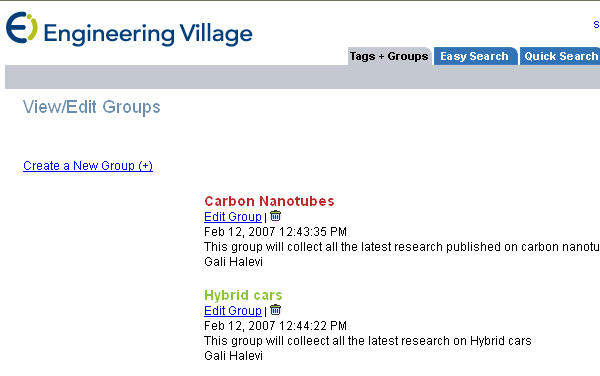 Engineering Village
s
Tags + Groups Easy Search Quick Search
View/Edit Groups
Create a New Group (+)
Carbon Nanotubes
Edit Group |
Feb 12, 2007 12:43:35 PM
This group will collect all the latest research published on carbon nanotu
Gali Halevi
Hybrid cars
Edit Group |
Feb 12, 2007 12:44:22 PM
This group will colleect all the latest research on Hybrid cars
Gali Halevi